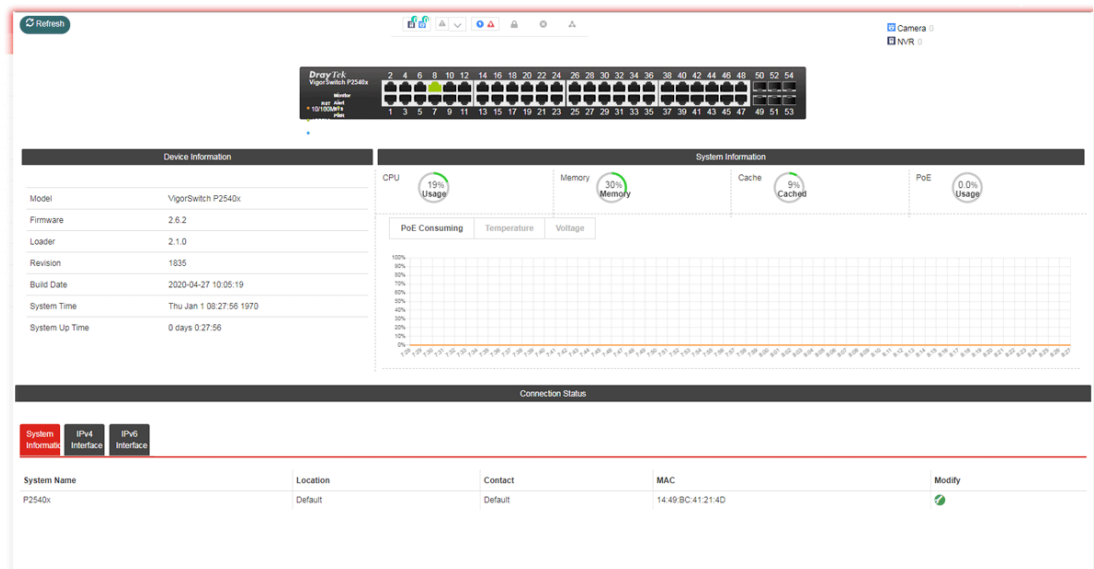 Refresh
Camera 0
NVR 0
DrayTek
VigorSwitch P2540x
2 4 6 8 10 12 14 16 18 20 22 24 26 28 30 32 34 36 38 40 42 44 46 48 50 52 54
Monitor
RST Alert
10/100M
1 3 5 7 9 11 13 15 17 19 21 23 25 27 29 31 33 35 37 39 41 43 45 47 49 51 53
Device Information
System Information
Model VigorSwitch P2540x
Firmware 2.6.2
Loader 2.1.0
Revision 1835
Build Date 2020-04-27 10:05:19
System Time Thu Jan 1 08:27:56 1970
System Up Time 0 days 0:27:56
CPU
19%
Usage
Memory
30%
Memory
Cache
9%
Cached
PoE
0.0%
Usage
PoE Consuming Temperature Voltage
100%
90%
80%
70%
60%
50%
40%
30%
20%
10%
0%
Connection Status
System
Informatio
IPv4
Interface
IPv6
Interface
System Name Location Contact MAC Modify
P2540x Default Default 14:49:BC:41:21:4D